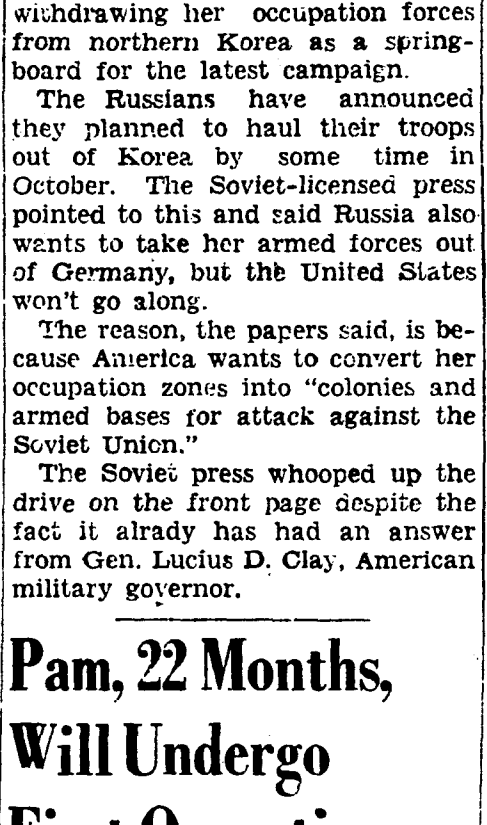 withdrawing her occupation forces
from northern Korea as a spring-
board for the latest campaign.
The Russians have announced
they planned to haul their troops
out of Korea by some time in
October. The Soviet-licensed press
pointed to this and said Russia also
wants to take her armed forces out
of Germany, but the United States
won't go along.
The reason, the papers said, is be-
cause America wants to convert her
occupation zones into "colonies and
armed bases for attack against the
Soviet Union."
The Soviet press whooped up the
drive on the front page despite the
fact it alrady has had an answer
from Gen. Lucius D. Clay, American
military governor.
Pam, 22 Months,
Will Undergo
First